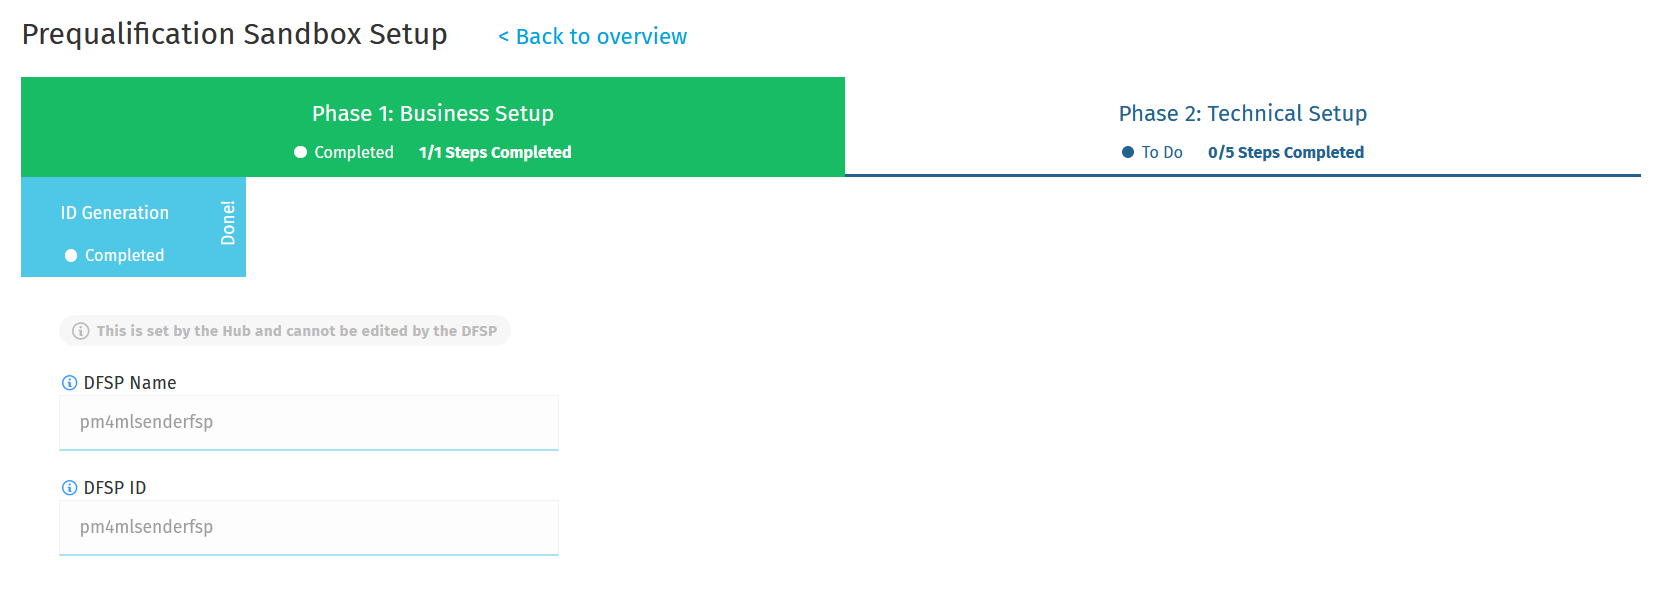 Prequalification Sandbox Setup < Back to overview
Phase 1: Business Setup
Completed 1/1 Steps Completed
Phase 2: Technical Setup
To Do 0/5 Steps Completed
ID Generation
Completed
Done!
This is set by the Hub and cannot be edited by the DFSP
DFSP Name
pm4mlsenderfsp
DFSP ID
pm4mlsenderfsp